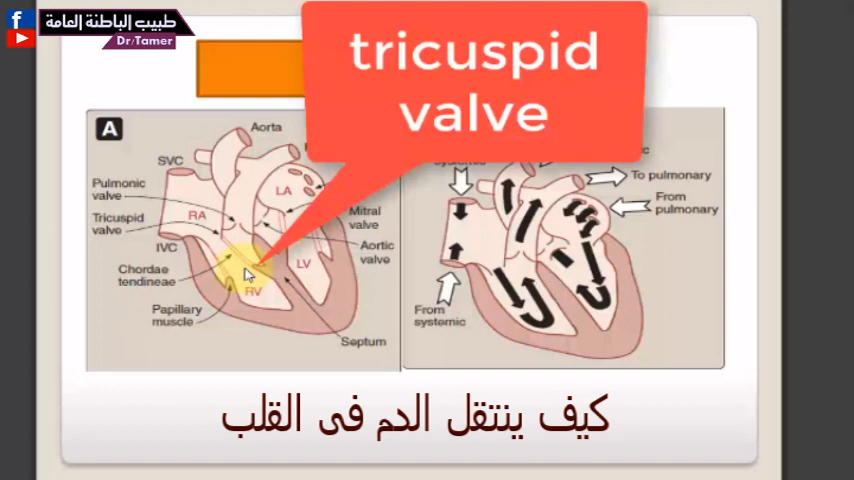 طبيب الباطنة العامة
Dr/Tamer
tricuspid
valve
A
Aorta
SVC
LA
Pulmonic
valve
RA
Tricuspid
valve
Mitral
valve
IVC
Aortic
valve
LV
Chordae
tendineae
RV
Papillary
muscle
Septum
To pulmonary
From
pulmonary
From
systemic
كيف ينتقل الدم فى القلب